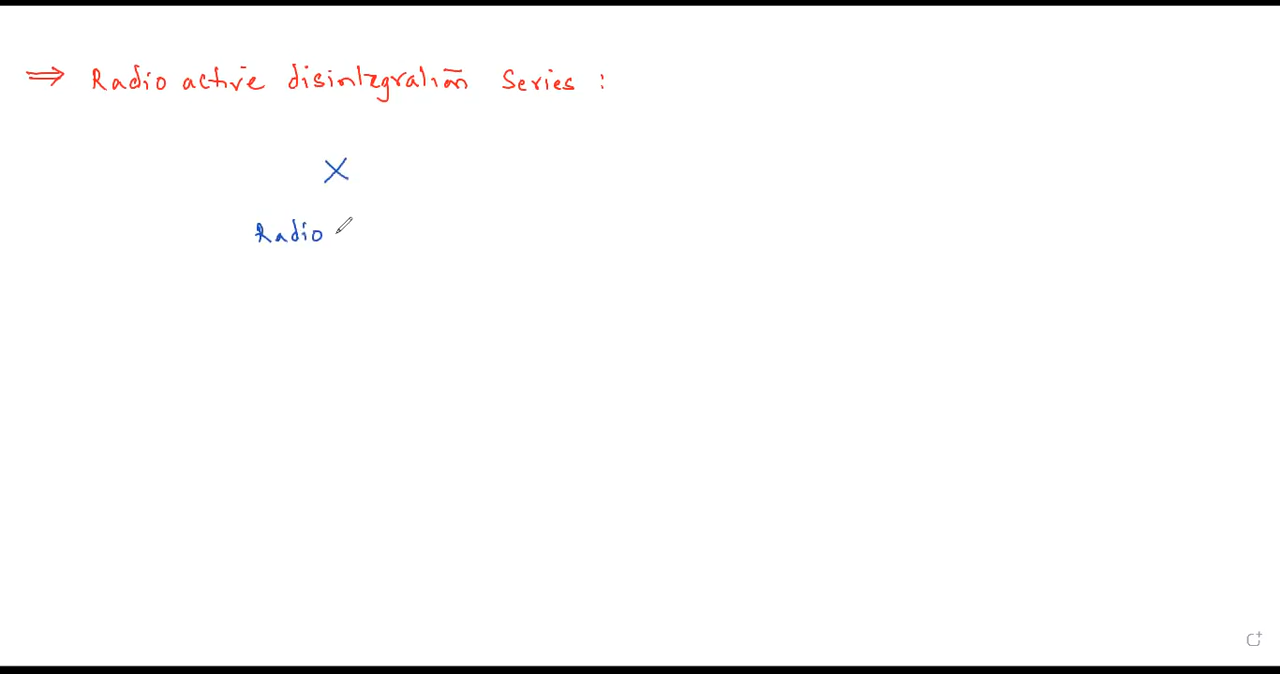 ⇒ Radio active disintegration Series :
X
Radio